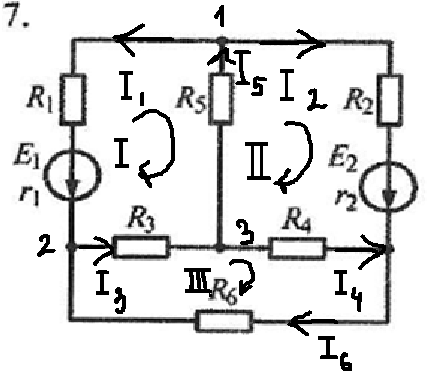 7.
1
I₁ I₅ I₂
R₁ R₅ R₂
I II
E₁ E₂
r₁ r₂
R₃ 3 R₄
2
I₃ III R₆ I₄
I₆